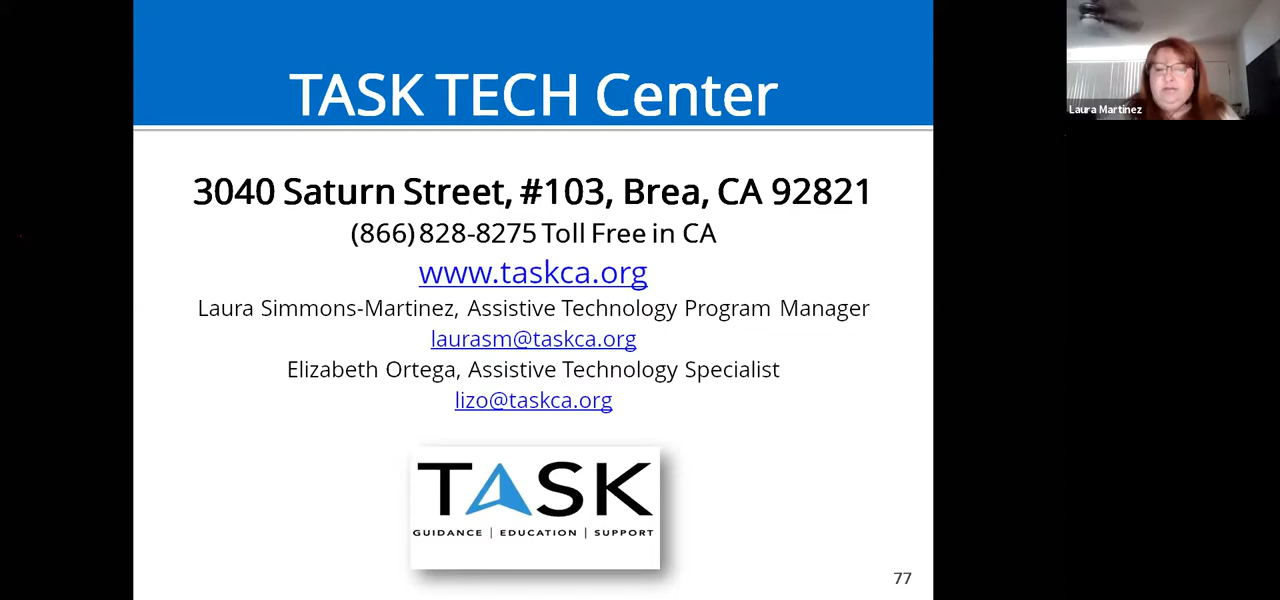 TASK TECH Center
Laura Martinez
3040 Saturn Street, #103, Brea, CA 92821
(866) 828-8275 Toll Free in CA
www.taskca.org
Laura Simmons-Martinez, Assistive Technology Program Manager
laurasm@taskca.org
Elizabeth Ortega, Assistive Technology Specialist
lizo@taskca.org
TASK
GUIDANCE | EDUCATION | SUPPORT
77